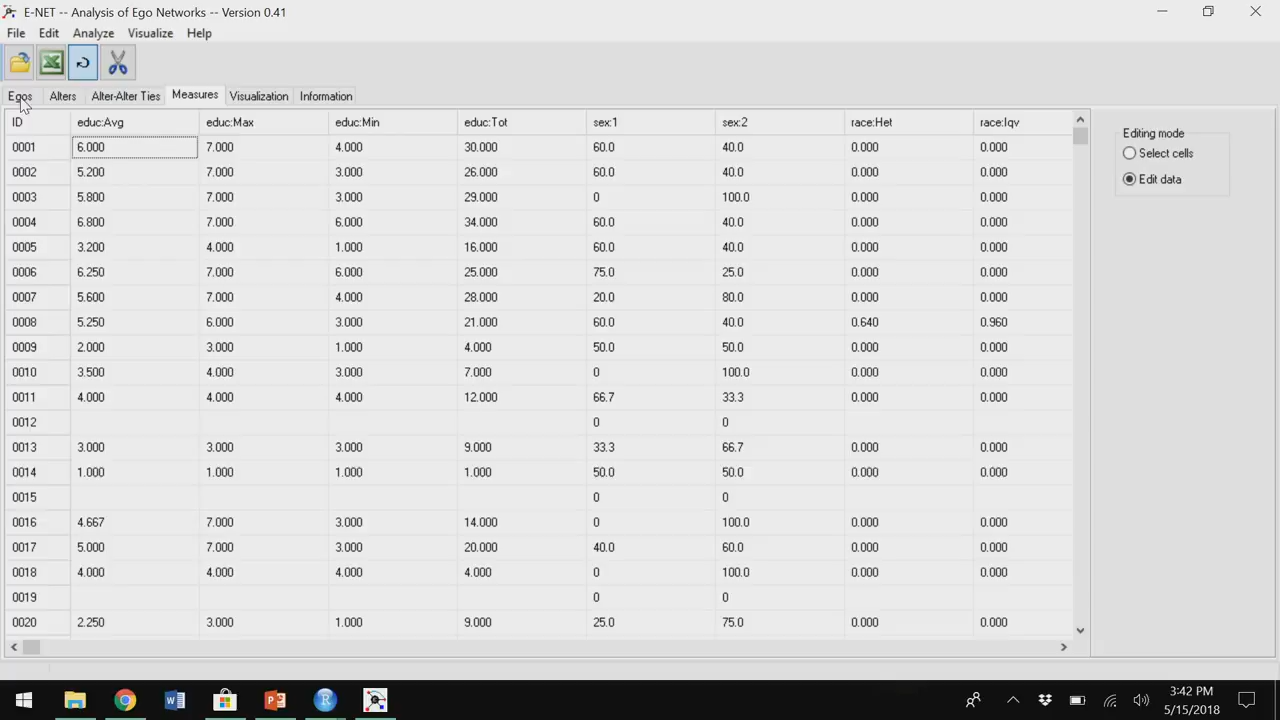 E-NET -- Analysis of Ego Networks -- Version 0.41
File Edit Analyze Visualize Help
Egos Alters Alter-Alter Ties Measures Visualization Information
ID educ:Avg educ:Max educ:Min educ:Tot sex:1 sex:2 race:Het race:Iqv
0001 6.000 7.000 4.000 30.000 60.0 40.0 0.000 0.000
0002 5.200 7.000 3.000 26.000 60.0 40.0 0.000 0.000
0003 5.800 7.000 3.000 29.000 0 100.0 0.000 0.000
0004 6.800 7.000 6.000 34.000 60.0 40.0 0.000 0.000
0005 3.200 4.000 1.000 16.000 60.0 40.0 0.000 0.000
0006 6.250 7.000 6.000 25.000 75.0 25.0 0.000 0.000
0007 5.600 7.000 4.000 28.000 20.0 80.0 0.000 0.000
0008 5.250 6.000 3.000 21.000 60.0 40.0 0.640 0.960
0009 2.000 3.000 1.000 4.000 50.0 50.0 0.000 0.000
0010 3.500 4.000 3.000 7.000 0 100.0 0.000 0.000
0011 4.000 4.000 4.000 12.000 66.7 33.3 0.000 0.000
0012 0 0
0013 3.000 3.000 3.000 9.000 33.3 66.7 0.000 0.000
0014 1.000 1.000 1.000 1.000 50.0 50.0 0.000 0.000
0015 0 0
0016 4.667 7.000 3.000 14.000 0 100.0 0.000 0.000
0017 5.000 7.000 3.000 20.000 40.0 60.0 0.000 0.000
0018 4.000 4.000 4.000 4.000 0 100.0 0.000 0.000
0019 0 0
0020 2.250 3.000 1.000 9.000 25.0 75.0 0.000 0.000
Editing mode
Select cells
Edit data
3:42 PM
5/15/2018